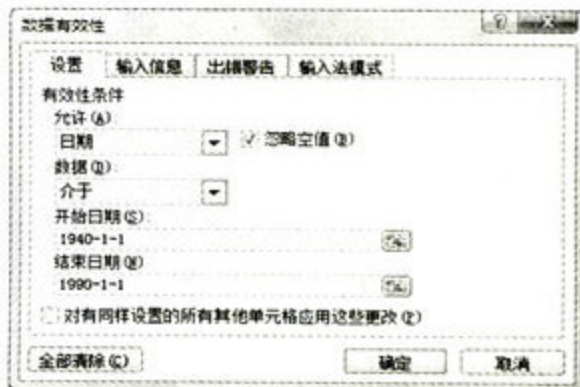 数据有效性
设置 输入信息 出错警告 输入法模式
有效性条件
允许(A):
日期
忽略空值(B)
数据(D):
介于
开始日期(S):
1940-1-1
结束日期(N)
1990-1-1
对有同样设置的所有其他单元格应用这些更改(P)
全部清除(C) 确定 取消